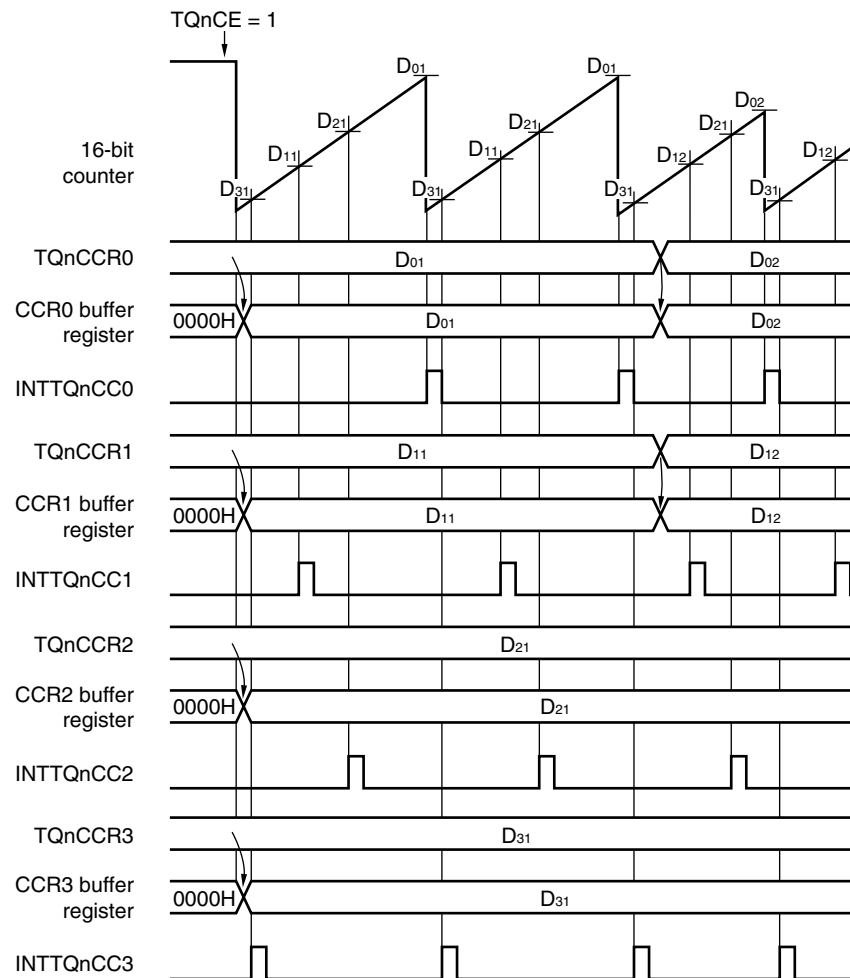 TQnCE = 1
D01 D01 D02
D21 D21 D21
D11 D11 D12 D12
D31 D31 D31 D31
16-bit
counter
TQnCCR0 D01 D02
CCR0 buffer
register
0000H D01 D02
INTTQnCC0
TQnCCR1 D11 D12
CCR1 buffer
register
0000H D11 D12
INTTQnCC1
TQnCCR2 D21
CCR2 buffer
register
0000H D21
INTTQnCC2
TQnCCR3 D31
CCR3 buffer
register
0000H D31
INTTQnCC3